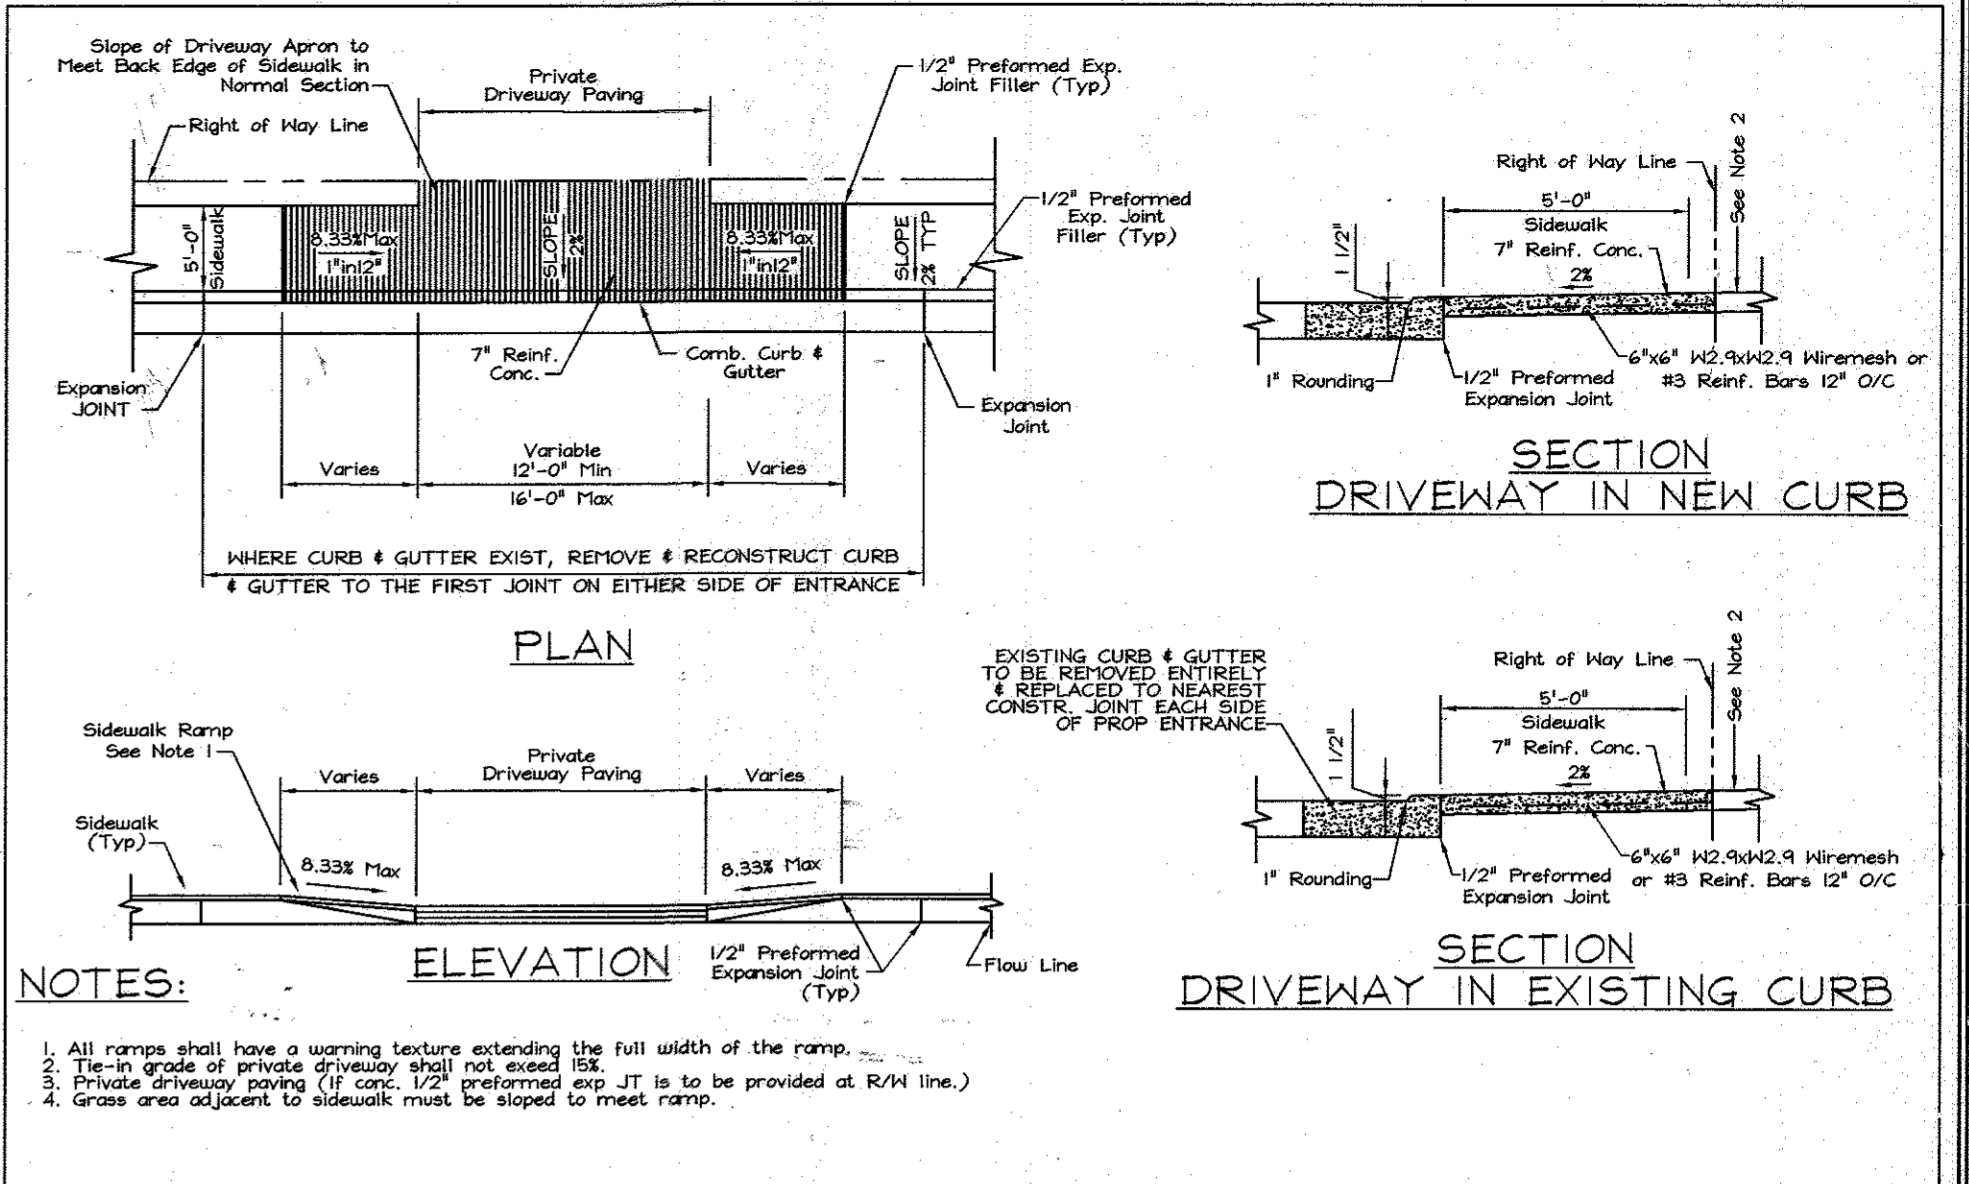 Slope of Driveway Apron to
Meet Back Edge of Sidewalk in
Normal Section
Right of Way Line
Private
Driveway Paving
1/2" Preformed Exp.
Joint Filler (Typ)
1/2" Preformed
Exp. Joint
Filler (Typ)
5'-0"
Sidewalk
8.33%Max
1"in12"
SLOPE
2%
8.33%Max
1"in12"
SLOPE
2% TYP
7" Reinf.
Conc.
Comb. Curb &
Gutter
Expansion
JOINT
Expansion
Joint
Varies
Variable
12'-0" Min
16'-0" Max
Varies
WHERE CURB & GUTTER EXIST, REMOVE & RECONSTRUCT CURB
& GUTTER TO THE FIRST JOINT ON EITHER SIDE OF ENTRANCE
PLAN
Right of Way Line
See Note 2
5'-0"
Sidewalk
7" Reinf. Conc.
2%
1 1/2"
1" Rounding
1/2" Preformed
Expansion Joint
6"x6" W2.9xW2.9 Wiremesh or
#3 Reinf. Bars 12" O/C
SECTION
DRIVEWAY IN NEW CURB
Sidewalk Ramp
See Note 1
Sidewalk
(Typ)
Varies
Private
Driveway Paving
Varies
8.33% Max
8.33% Max
1/2" Preformed
Expansion Joint
(Typ)
Flow Line
ELEVATION
EXISTING CURB & GUTTER
TO BE REMOVED ENTIRELY
& REPLACED TO NEAREST
CONSTR. JOINT EACH SIDE
OF PROP ENTRANCE
Right of Way Line
See Note 2
5'-0"
Sidewalk
7" Reinf. Conc.
2%
1 1/2"
1" Rounding
1/2" Preformed
Expansion Joint
6"x6" W2.9xW2.9 Wiremesh
or #3 Reinf. Bars 12" O/C
SECTION
DRIVEWAY IN EXISTING CURB
NOTES:
1. All ramps shall have a warning texture extending the full width of the ramp.
2. Tie-in grade of private driveway shall not exeed 15%.
3. Private driveway paving (If conc. 1/2" preformed exp JT is to be provided at R/W line.)
4. Grass area adjacent to sidewalk must be sloped to meet ramp.